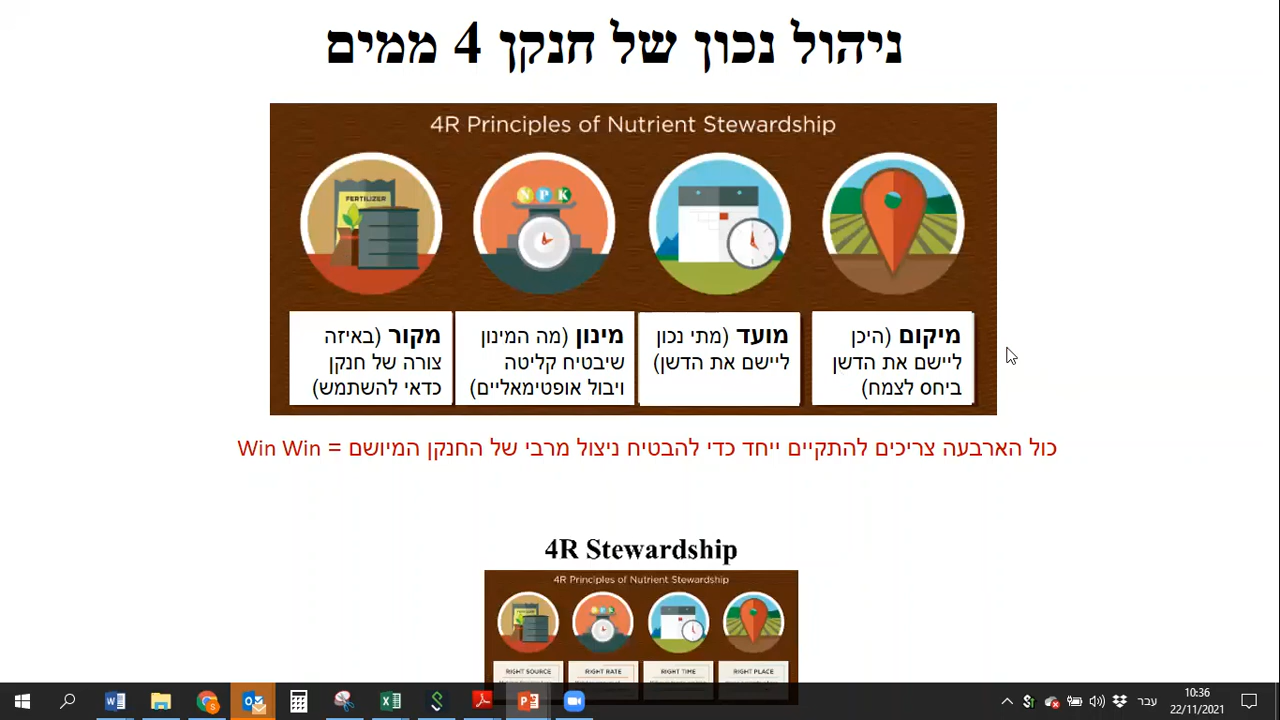 ניהול נכון של חנקן 4 ממים
4R Principles of Nutrient Stewardship
FERTILIZER
N P K
מיקום (היכן
ליישם את הדשן
ביחס לצמח)
מועד (מתי נכון
ליישם את הדשן)
מינון (מה המינון
שיבטיח קליטה
ויבול אופטימאליים)
מקור (באיזה
צורה של חנקן
כדאי להשתמש)
כול הארבעה צריכים להתקיים ייחד כדי להבטיח ניצול מרבי של החנקן המיושם = Win Win
4R Stewardship
4R Principles of Nutrient Stewardship
RIGHT SOURCE
RIGHT RATE
RIGHT TIME
RIGHT PLACE
עבר
10:36
22/11/2021